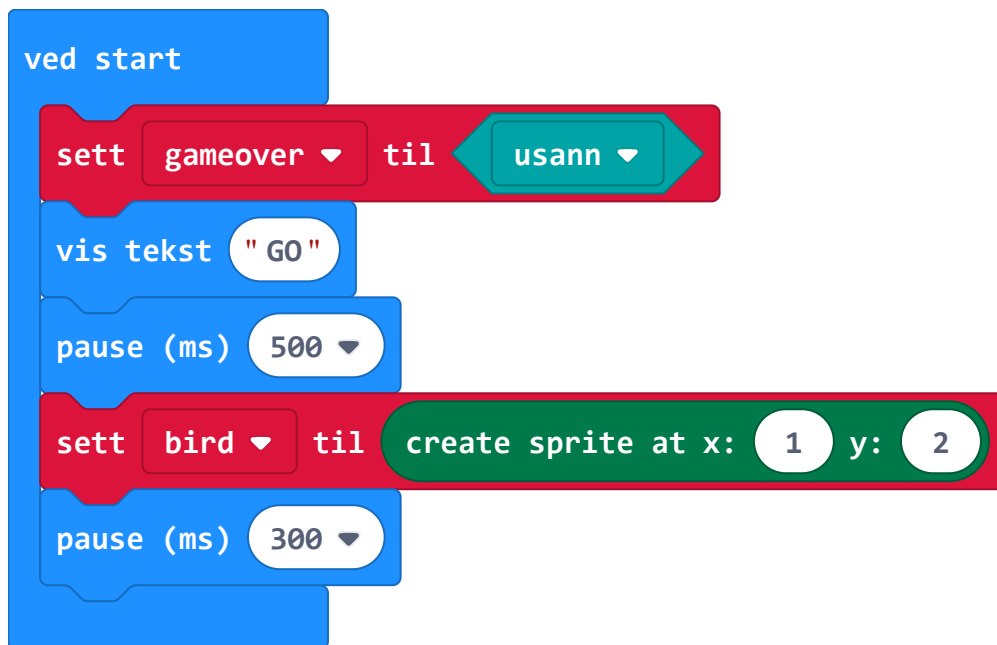 ved start
sett gameover til usann
vis tekst "GO"
pause (ms) 500
sett bird til create sprite at x: 1 y: 2
pause (ms) 300